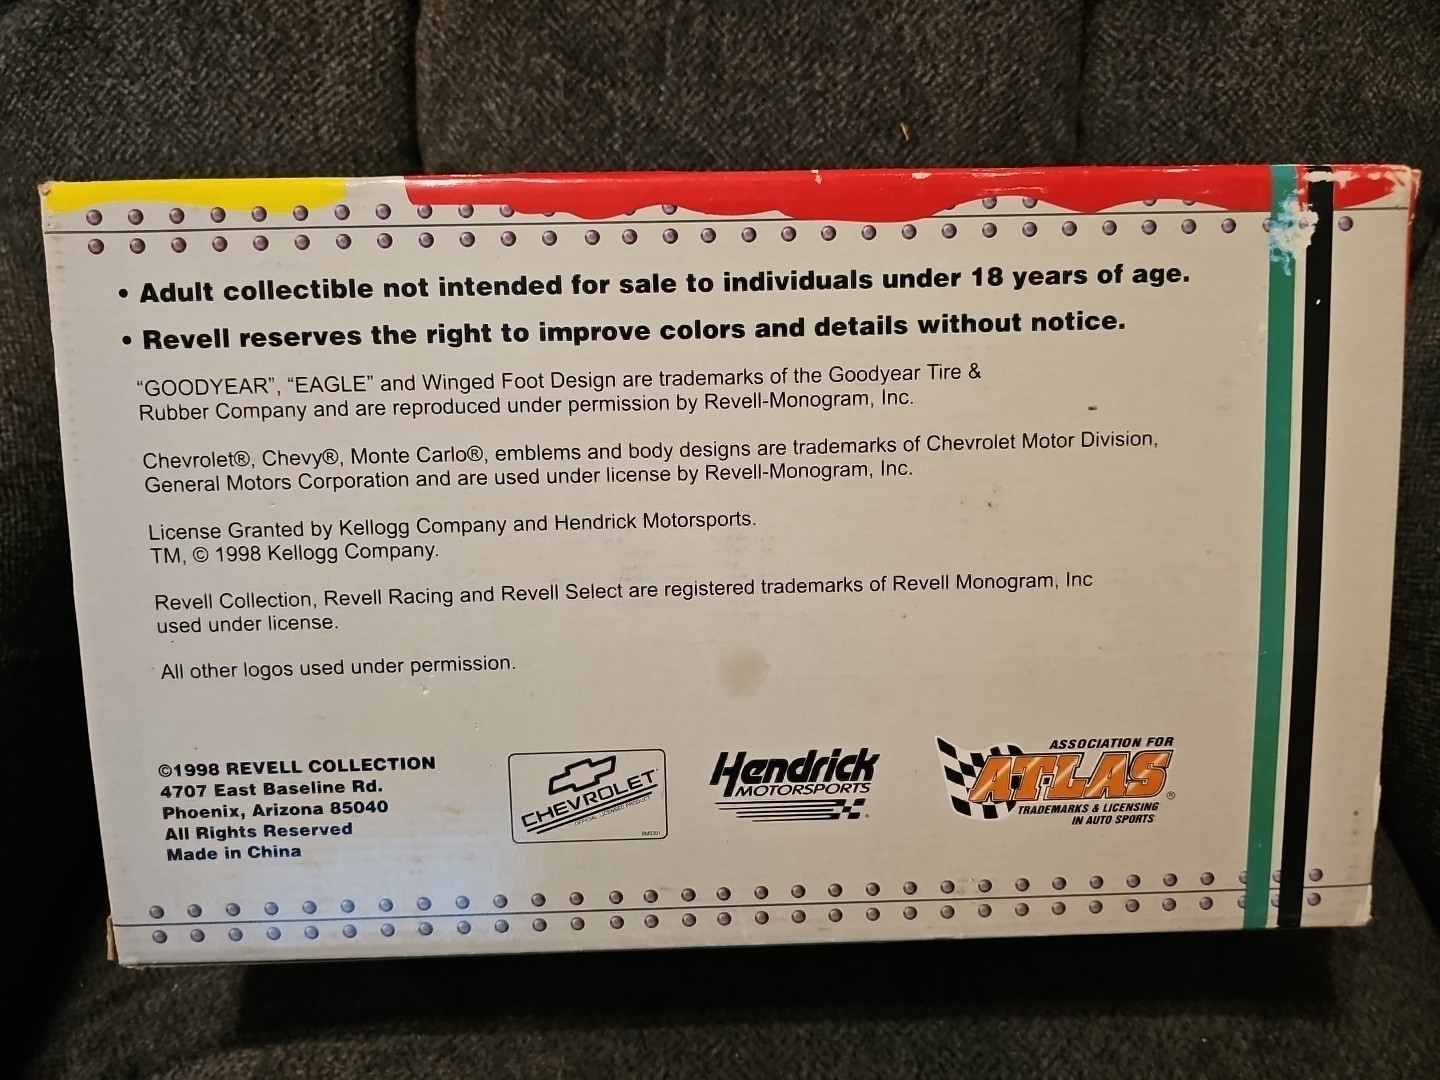 • Adult collectible not intended for sale to individuals under 18 years of age.
• Revell reserves the right to improve colors and details without notice.
“GOODYEAR”, “EAGLE” and Winged Foot Design are trademarks of the Goodyear Tire &
Rubber Company and are reproduced under permission by Revell-Monogram, Inc.
Chevrolet®, Chevy®, Monte Carlo®, emblems and body designs are trademarks of Chevrolet Motor Division,
General Motors Corporation and are used under license by Revell-Monogram, Inc.
License Granted by Kellogg Company and Hendrick Motorsports.
TM, © 1998 Kellogg Company.
Revell Collection, Revell Racing and Revell Select are registered trademarks of Revell Monogram, Inc
used under license.
All other logos used under permission.
©1998 REVELL COLLECTION
4707 East Baseline Rd.
Phoenix, Arizona 85040
All Rights Reserved
Made in China
CHEVROLET
OFFICIAL LICENSED PRODUCT
Hendrick
MOTORSPORTS
ASSOCIATION FOR
ATLAS®
TRADEMARKS & LICENSING
IN AUTO SPORTS